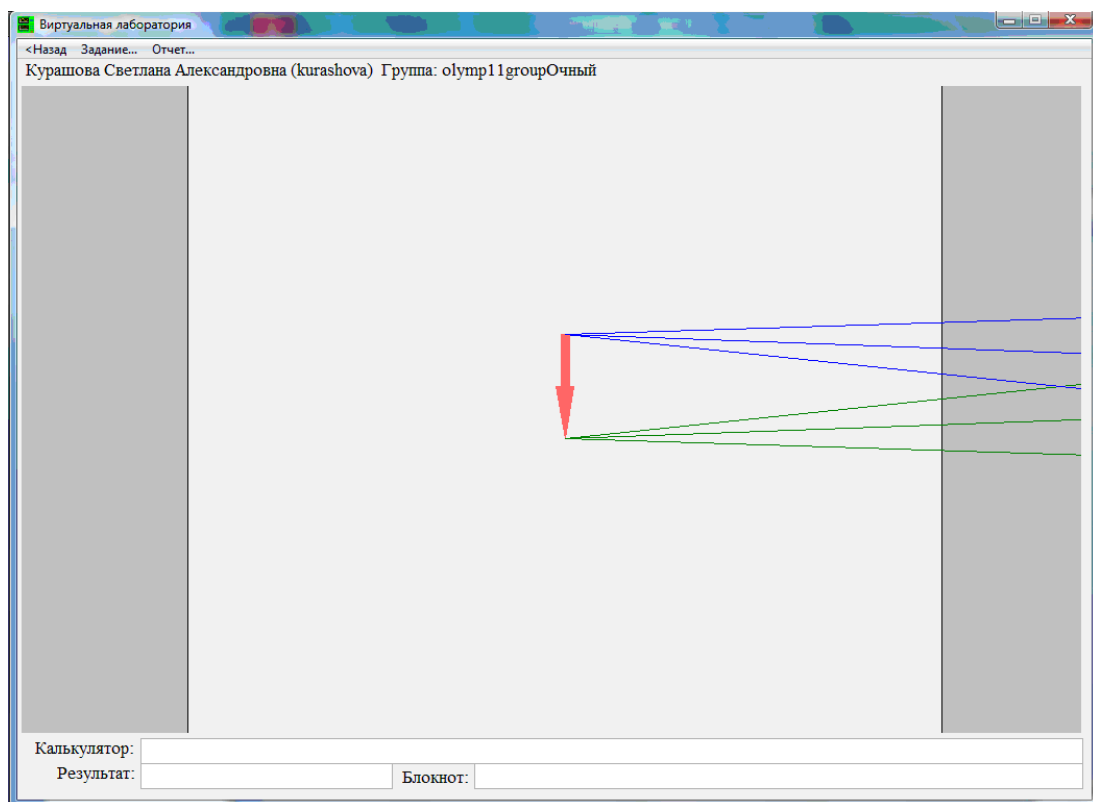 Виртуальная лаборатория
<Назад Задание... Отчет...
Курашова Светлана Александровна (kurashova) Группа: olymp11groupОчный
Калькулятор:
Результат:
Блокнот: